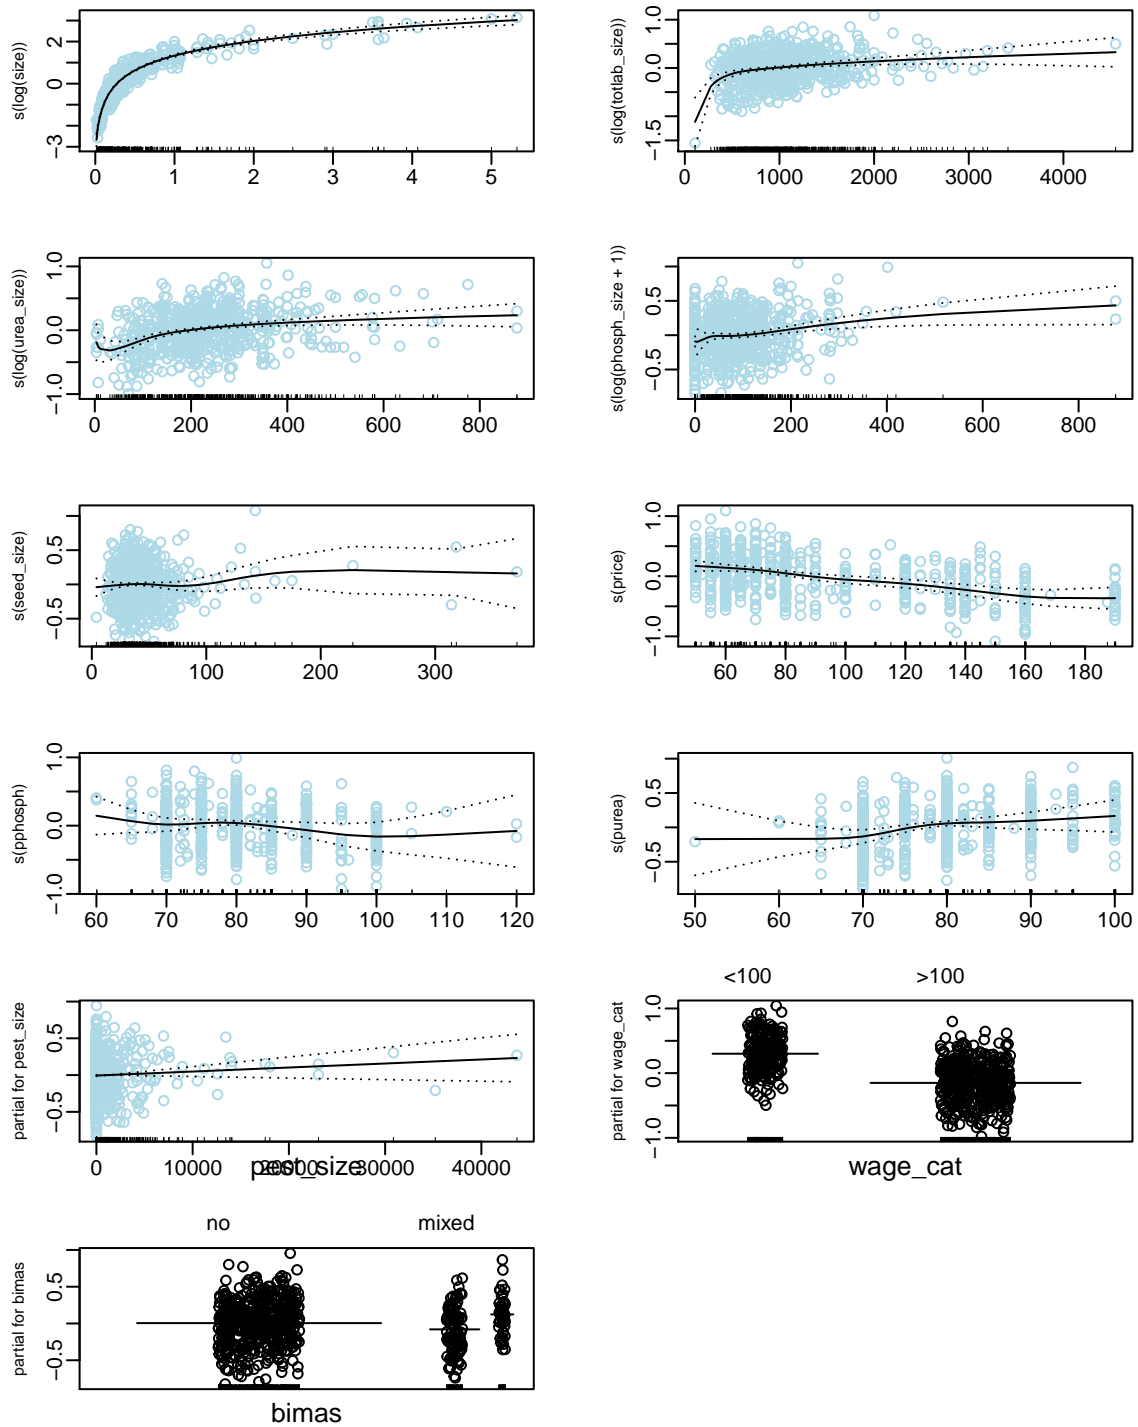 s(log(size))
2
0
−3
0 1 2 3 4 5
s(log(totlab_size))
1.0
0.0
−1.5
0 1000 2000 3000 4000
s(log(urea_size))
1.0
0.0
−1.0
0 200 400 600 800
s(log(phosph_size + 1))
0.5
−0.5
0 200 400 600 800
s(seed_size)
0.5
−0.5
0 100 200 300
s(price)
1.0
0.0
−1.0
60 80 100 120 140 160 180
s(pphosph)
1.0
0.0
−1.0
60 70 80 90 100 110 120
s(purea)
0.5
−0.5
50 60 70 80 90 100
partial for pest_size
0.5
−0.5
0 10000 20000 30000 40000
pest_size
<100 >100
partial for wage_cat
1.0
0.0
−1.0
wage_cat
no mixed
partial for bimas
0.5
−0.5
bimas